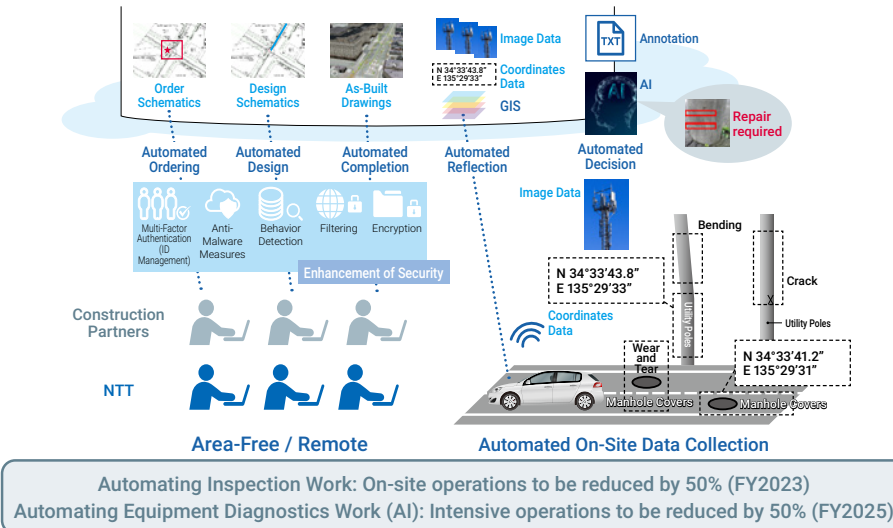 Order
Schematics
Design
Schematics
As-Built
Drawings
Image Data
N 34°33’43.8”
E 135°29’33”
Coordinates
Data
GIS
TXT
Annotation
AI
AI
Repair
required
Automated
Ordering
Automated
Design
Automated
Completion
Automated
Reflection
Automated
Decision
Multi-Factor
Authentication
(ID
Management)
Anti-
Malware
Measures
Behavior
Detection
Filtering
Encryption
Enhancement of Security
Image Data
Bending
N 34°33’43.8”
E 135°29’33”
Crack
Coordinates
Data
Utility Poles
Utility Poles
Construction
Partners
Wear
and
Tear
N 34°33’41.2”
E 135°29’31”
NTT
Manhole Covers
Manhole Covers
Area-Free / Remote
Automated On-Site Data Collection
Automating Inspection Work: On-site operations to be reduced by 50% (FY2023)
Automating Equipment Diagnostics Work (AI): Intensive operations to be reduced by 50% (FY2025)